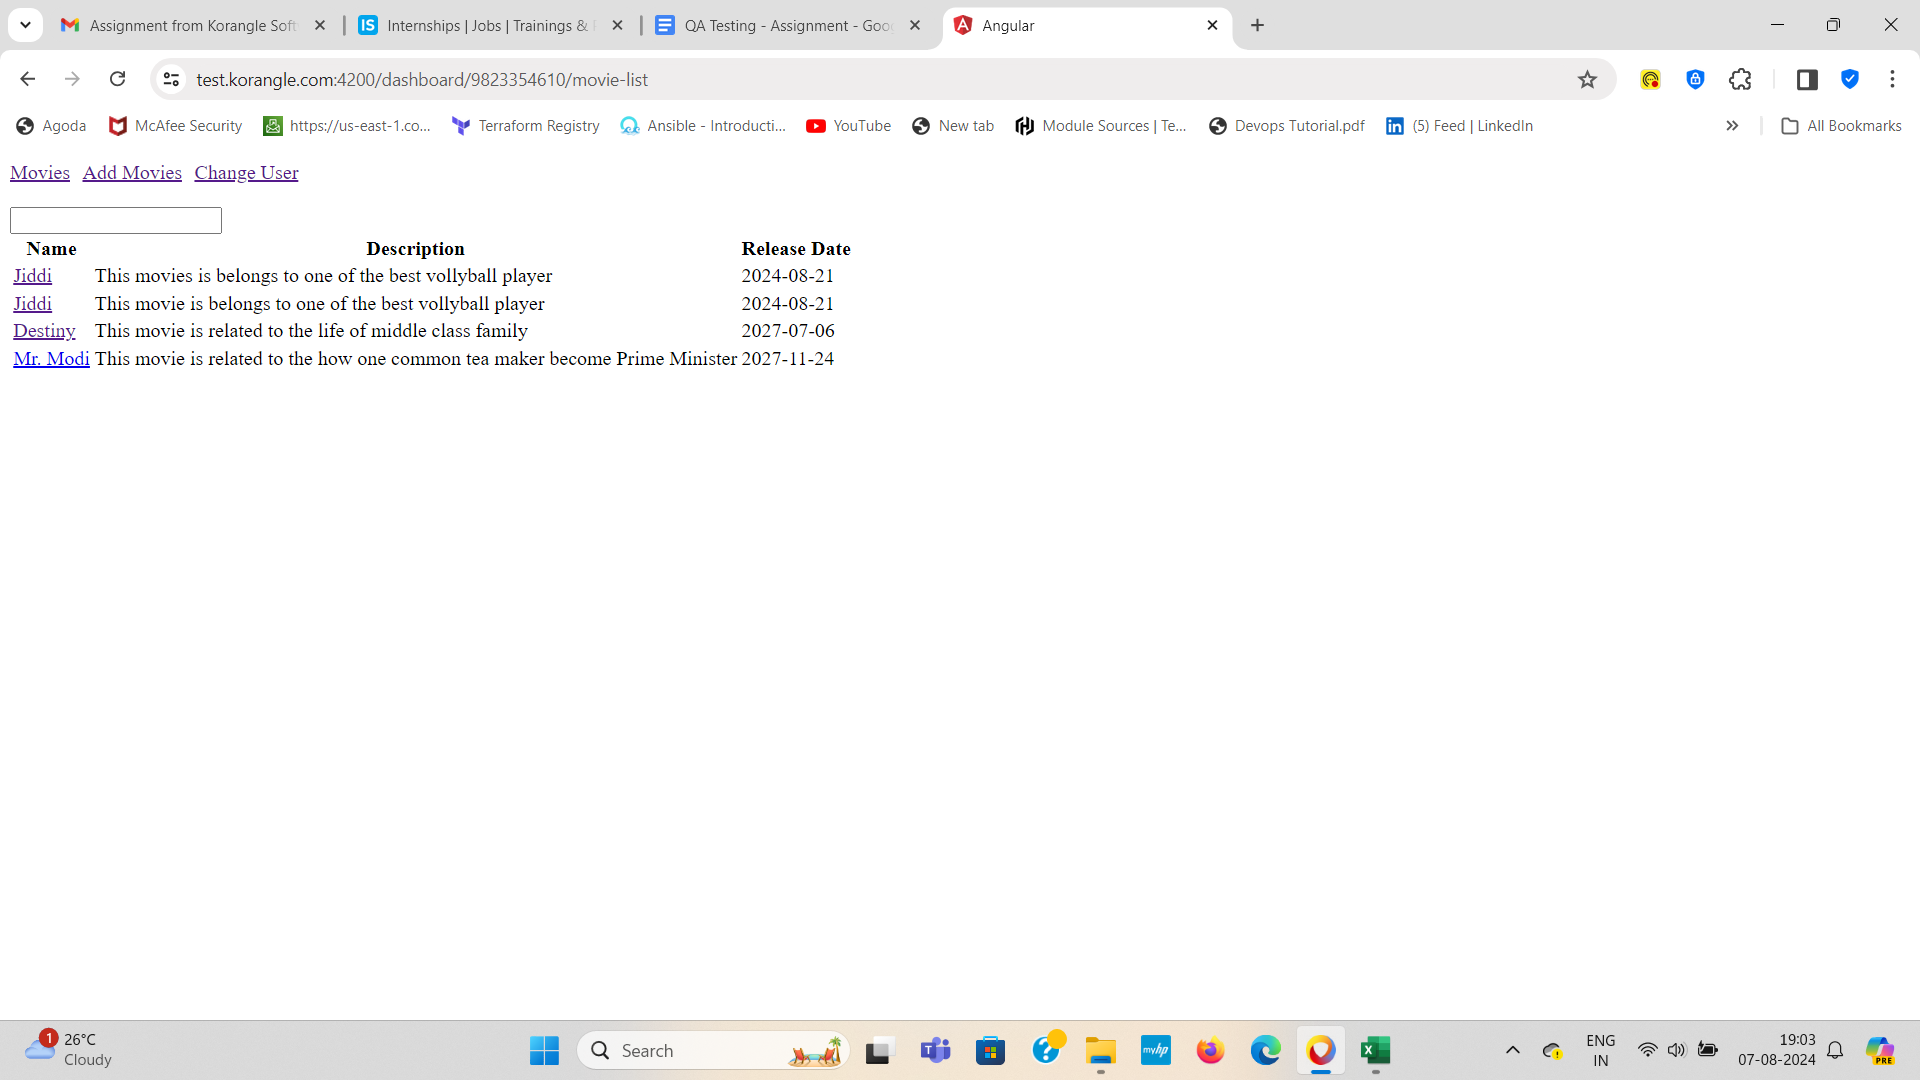 Assignment from Korangle Soft
Internships | Jobs | Trainings &
QA Testing - Assignment - Goo
Angular
test.korangle.com:4200/dashboard/9823354610/movie-list
Agoda
McAfee Security
https://us-east-1.co...
Terraform Registry
Ansible - Introducti...
YouTube
New tab
Module Sources | Te...
Devops Tutorial.pdf
(5) Feed | LinkedIn
All Bookmarks
Movies Add Movies Change User
Name Description Release Date
Jiddi This movies is belongs to one of the best vollyball player 2024-08-21
Jiddi This movie is belongs to one of the best vollyball player 2024-08-21
Destiny This movie is related to the life of middle class family 2027-07-06
Mr. Modi This movie is related to the how one common tea maker become Prime Minister 2027-11-24
1
26°C
Cloudy
Search
myhp
ENG
IN
19:03
07-08-2024
PRE